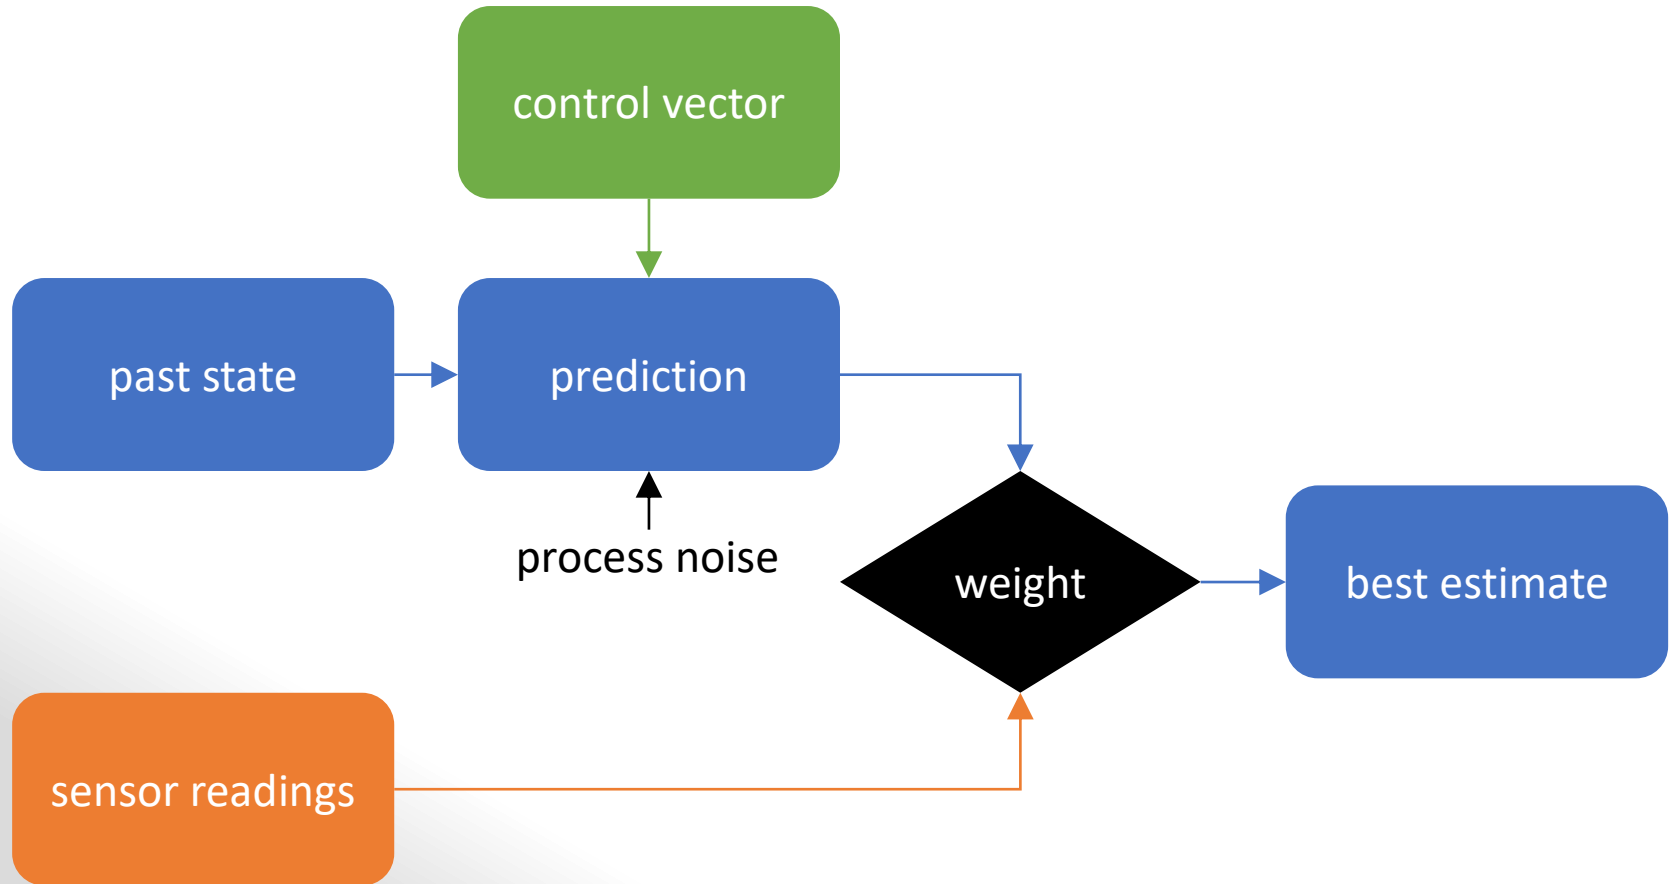 control vector
past state
prediction
process noise
weight
best estimate
sensor readings